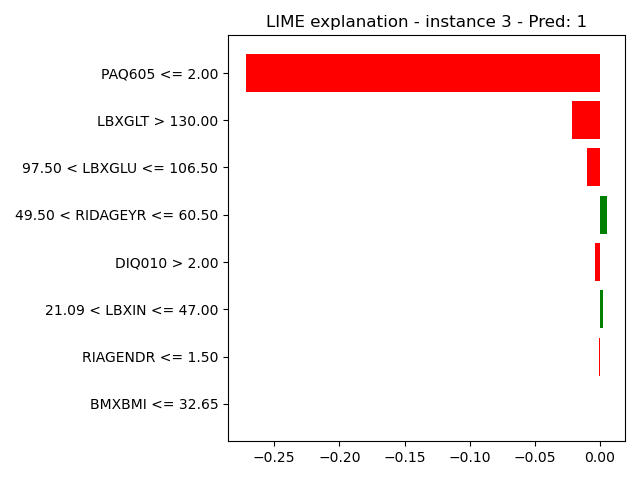 LIME explanation - instance 3 - Pred: 1
PAQ605 <= 2.00
LBXGLT > 130.00
97.50 < LBXGLU <= 106.50
49.50 < RIDAGEYR <= 60.50
DIQ010 > 2.00
21.09 < LBXIN <= 47.00
RIAGENDR <= 1.50
BMXBMI <= 32.65
−0.25 −0.20 −0.15 −0.10 −0.05 0.00